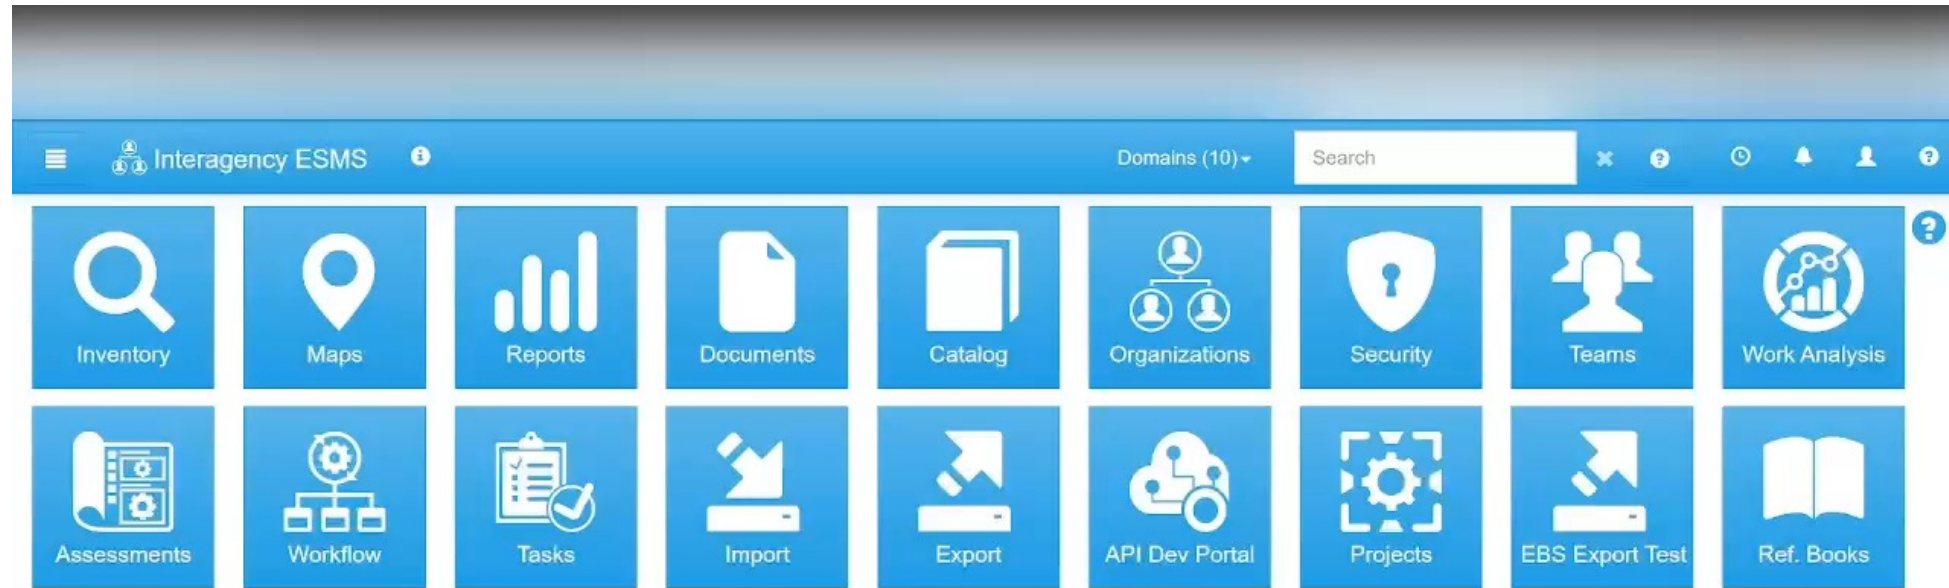 Interagency ESMS
Domains (10)
Search
Inventory
Maps
Reports
Documents
Catalog
Organizations
Security
Teams
Work Analysis
Assessments
Workflow
Tasks
Import
Export
API Dev Portal
Projects
EBS Export Test
Ref. Books